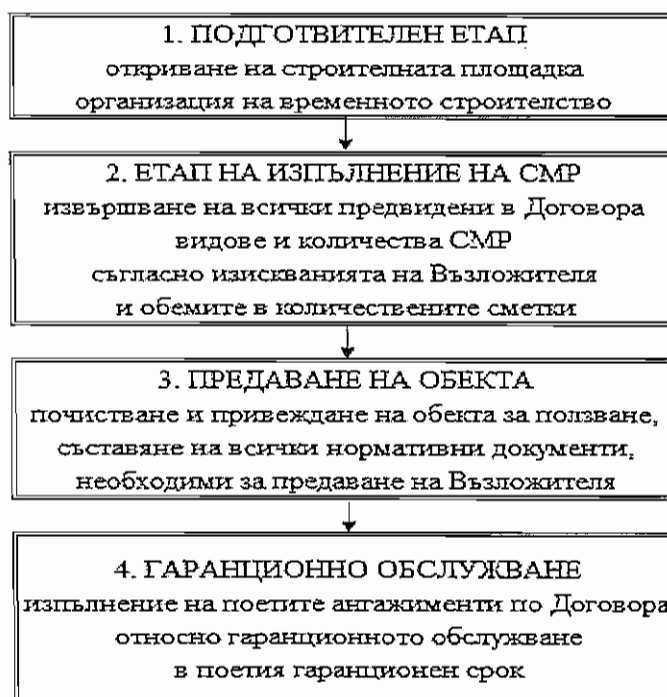 1. ПОДГОТВИТЕЛЕН ЕТАП
откриване на строителната площадка
организация на временното строителство
2. ЕТАП НА ИЗПЪЛНЕНИЕ НА СМР
извършване на всички предвидени в Договора
видове и количества СМР
съгласно изискванията на Възложителя
и обемите в количествените сметки
3. ПРЕДАВАНЕ НА ОБЕКТА
почистване и привеждане на обекта за ползване,
съставяне на всички нормативни документи,
необходими за предаване на Възложителя
4. ГАРАНЦИОННО ОБСЛУЖВАНЕ
изпълнение на поетите ангажименти по Договора
относно гаранционното обслужване
в поетия гаранционен срок